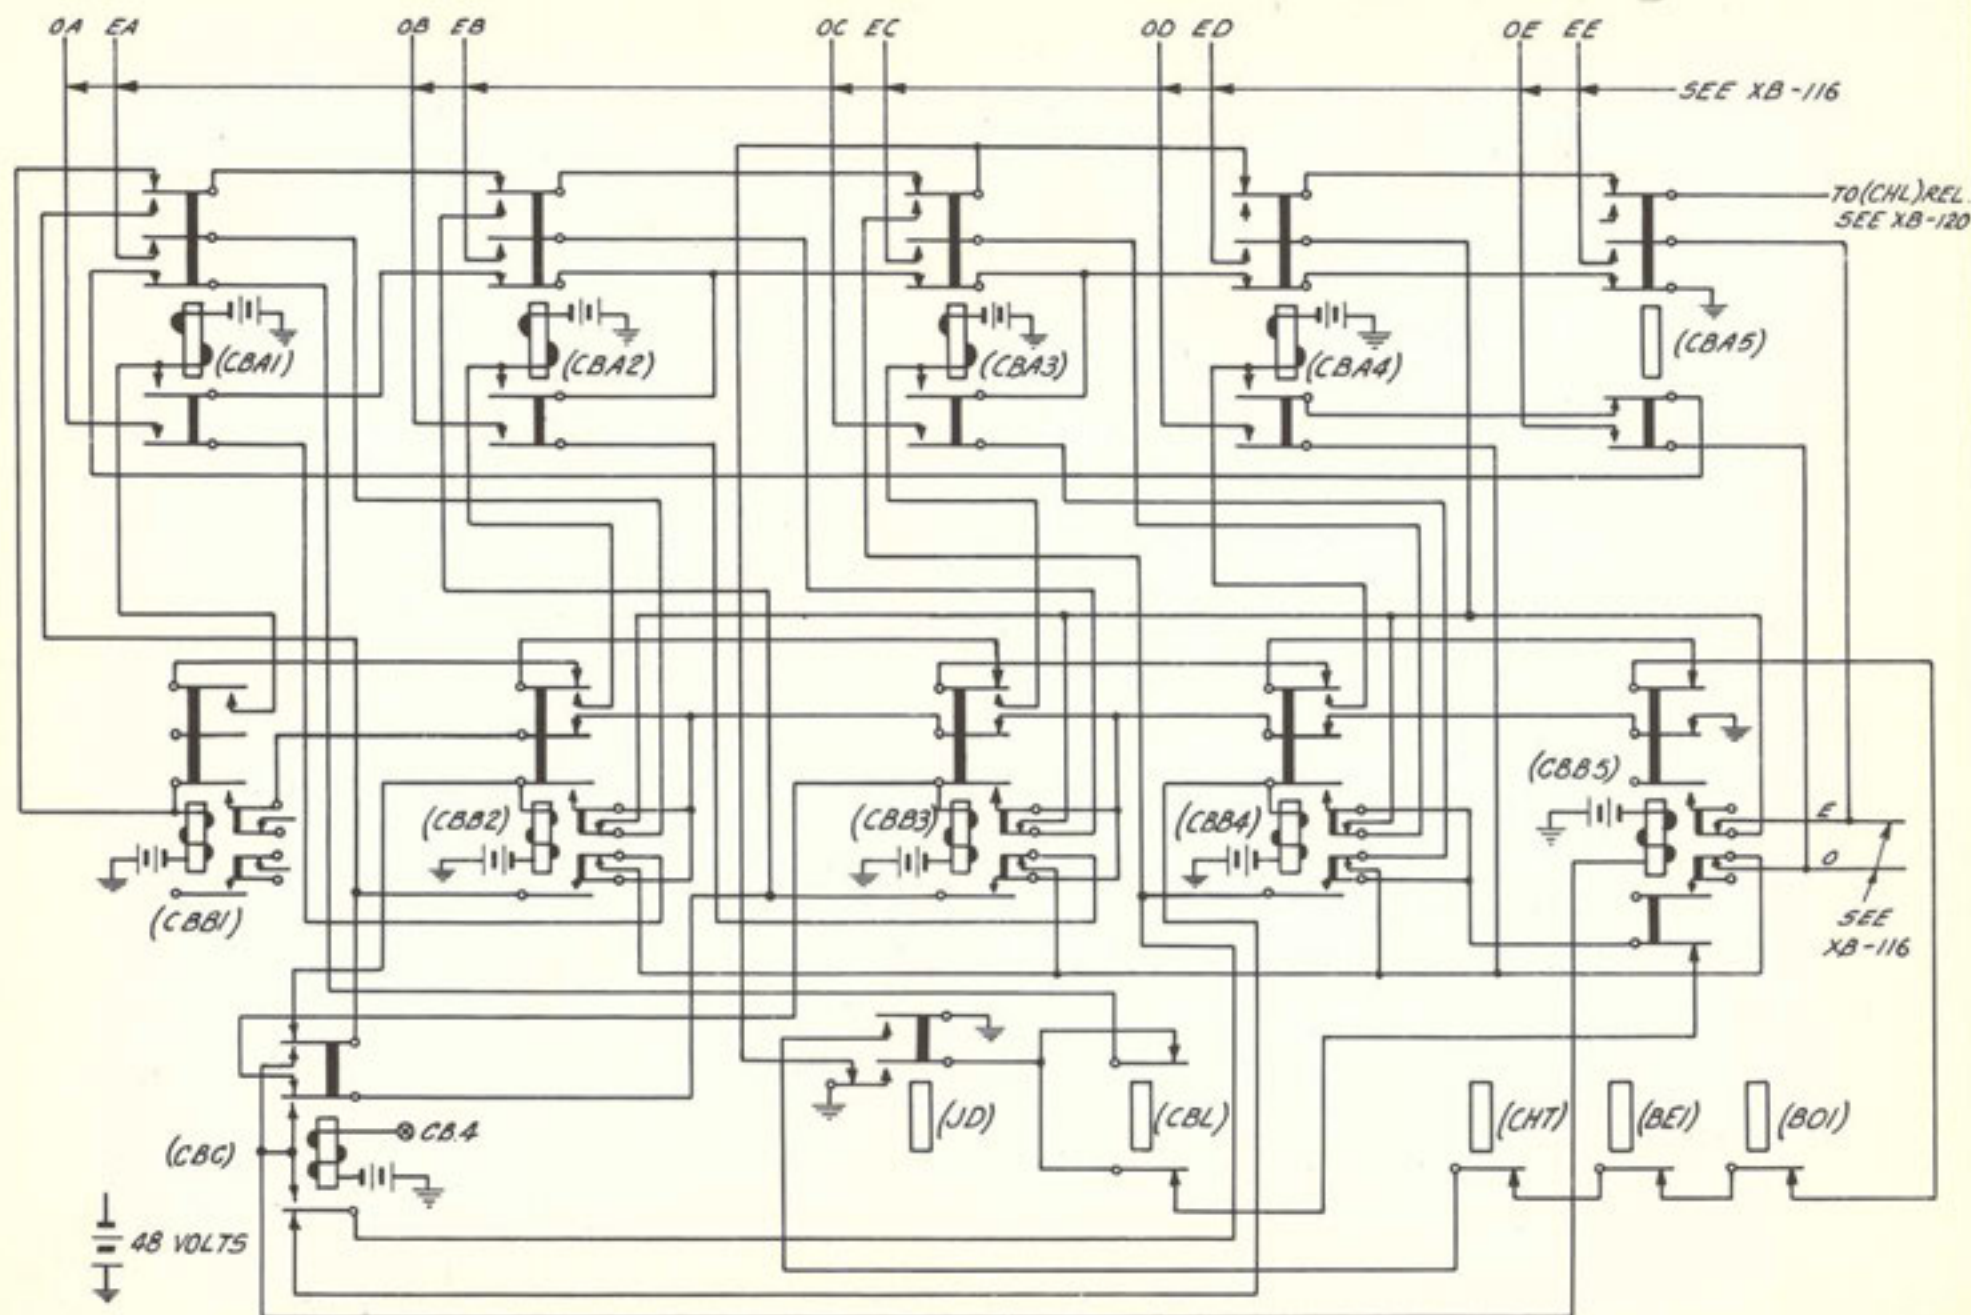 OA EA OB EB OC EC OD ED OE EE
SEE XB-116
TO (CHL) REL.
SEE XB-120
(CBA1) (CBA2) (CBA3) (CBA4) (CBA5)
(CBB5)
(CBB2) (CBB3) (CBB4)
E
O
(CBB1)
SEE
XB-116
(CBC) CB.4 (JD) (CBL) (CHT) (BE1) (BO1)
48 VOLTS